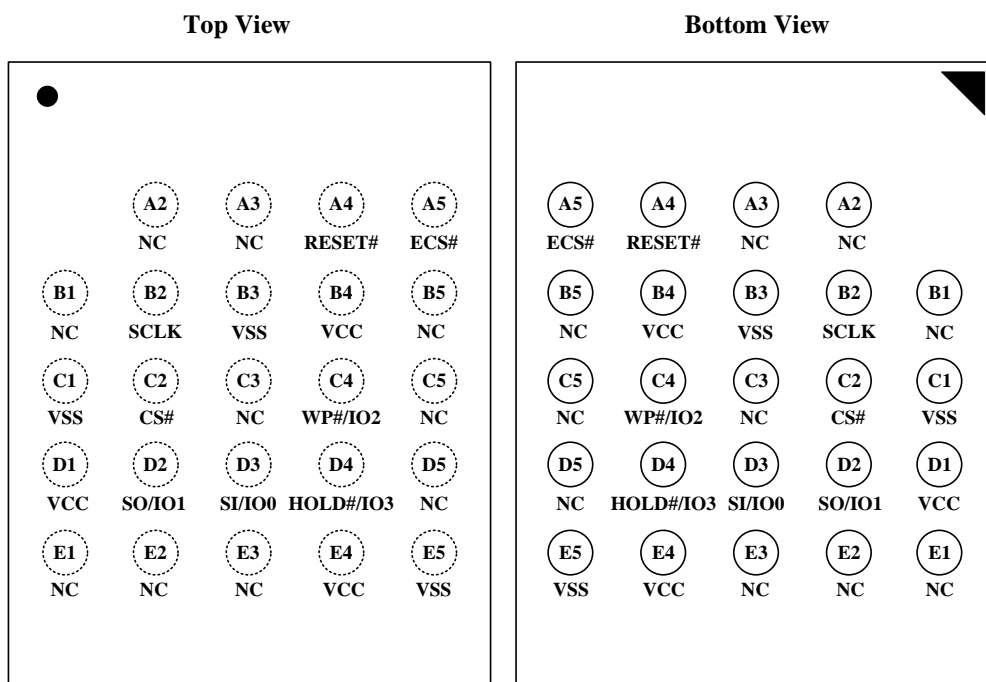 Top View Bottom View
A2 A3 A4 A5 A5 A4 A3 A2
NC NC RESET# ECS# ECS# RESET# NC NC
B1 B2 B3 B4 B5 B5 B4 B3 B2 B1
NC SCLK VSS VCC NC NC VCC VSS SCLK NC
C1 C2 C3 C4 C5 C5 C4 C3 C2 C1
VSS CS# NC WP#/IO2 NC NC WP#/IO2 NC CS# VSS
D1 D2 D3 D4 D5 D5 D4 D3 D2 D1
VCC SO/IO1 SI/IO0 HOLD#/IO3 NC NC HOLD#/IO3 SI/IO0 SO/IO1 VCC
E1 E2 E3 E4 E5 E5 E4 E3 E2 E1
NC NC NC VCC VSS VSS VCC NC NC NC